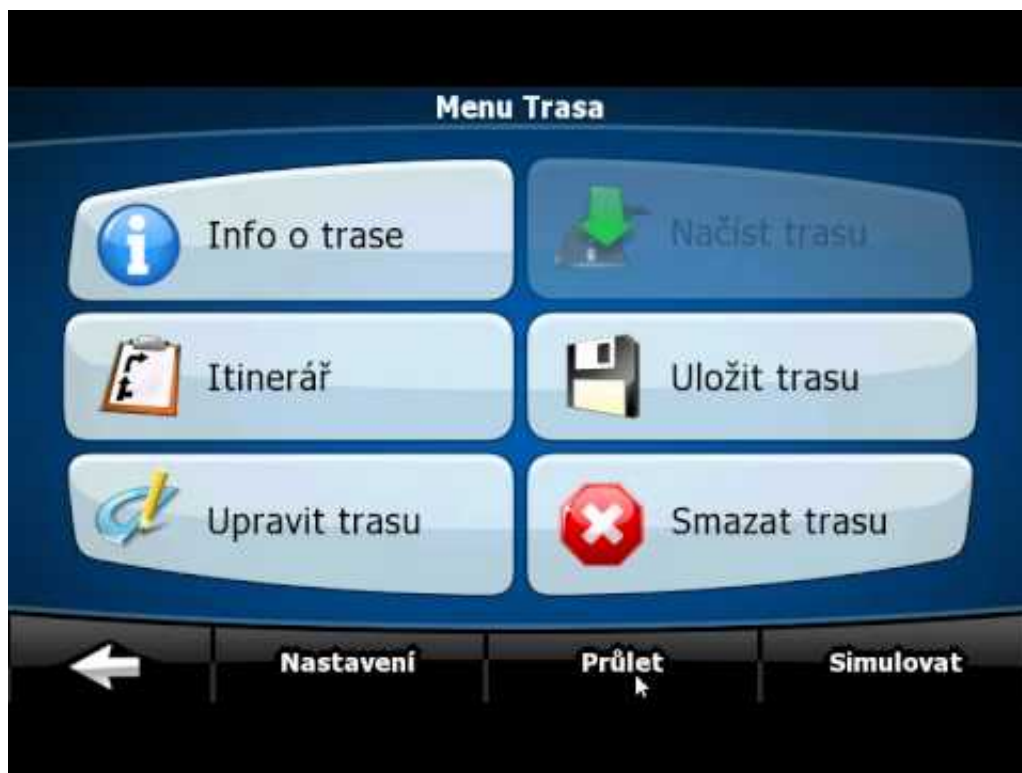 Menu Trasa
Info o trase
Načíst trasu
Itinerář
Uložit trasu
Upravit trasu
Smazat trasu
Nastavení
Průlet
Simulovat